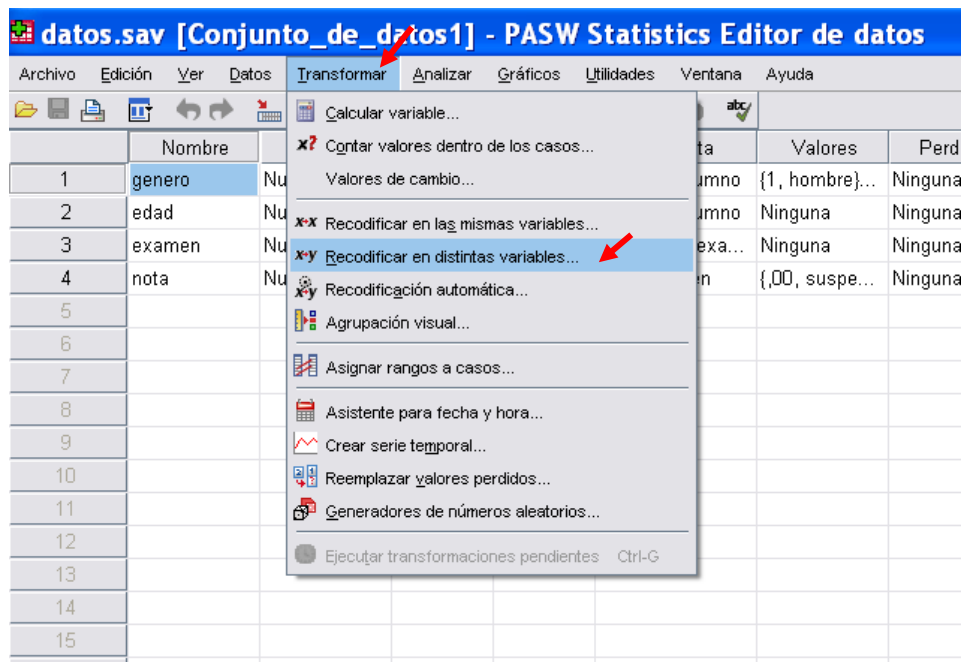 datos.sav [Conjunto_de_datos1] - PASW Statistics Editor de datos
Archivo Edición Ver Datos Transformar Analizar Gráficos Utilidades Ventana Ayuda
Nombre ta Valores Perd
1 genero Nu umno {1, hombre}... Ninguna
2 edad Nu umno Ninguna Ninguna
3 examen Nu exa... Ninguna Ninguna
4 nota Nu n {,00, suspe... Ninguna
5
6
7
8
9
10
11
12
13
14
15
Calcular variable...
Contar valores dentro de los casos...
Valores de cambio...
Recodificar en las mismas variables...
Recodificar en distintas variables...
Recodificación automática...
Agrupación visual...
Asignar rangos a casos...
Asistente para fecha y hora...
Crear serie temporal...
Reemplazar valores perdidos...
Generadores de números aleatorios...
Ejecutar transformaciones pendientes Ctrl-G